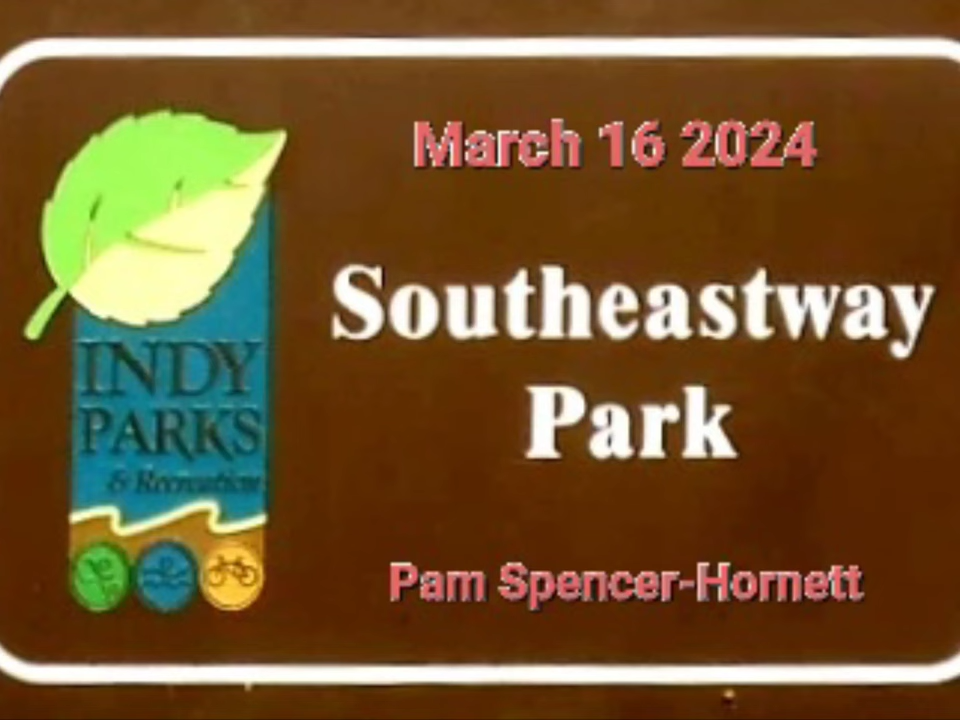 March 16 2024
Southeastway
Park
INDY
PARKS
& Recreation
Pam Spencer-Hornett